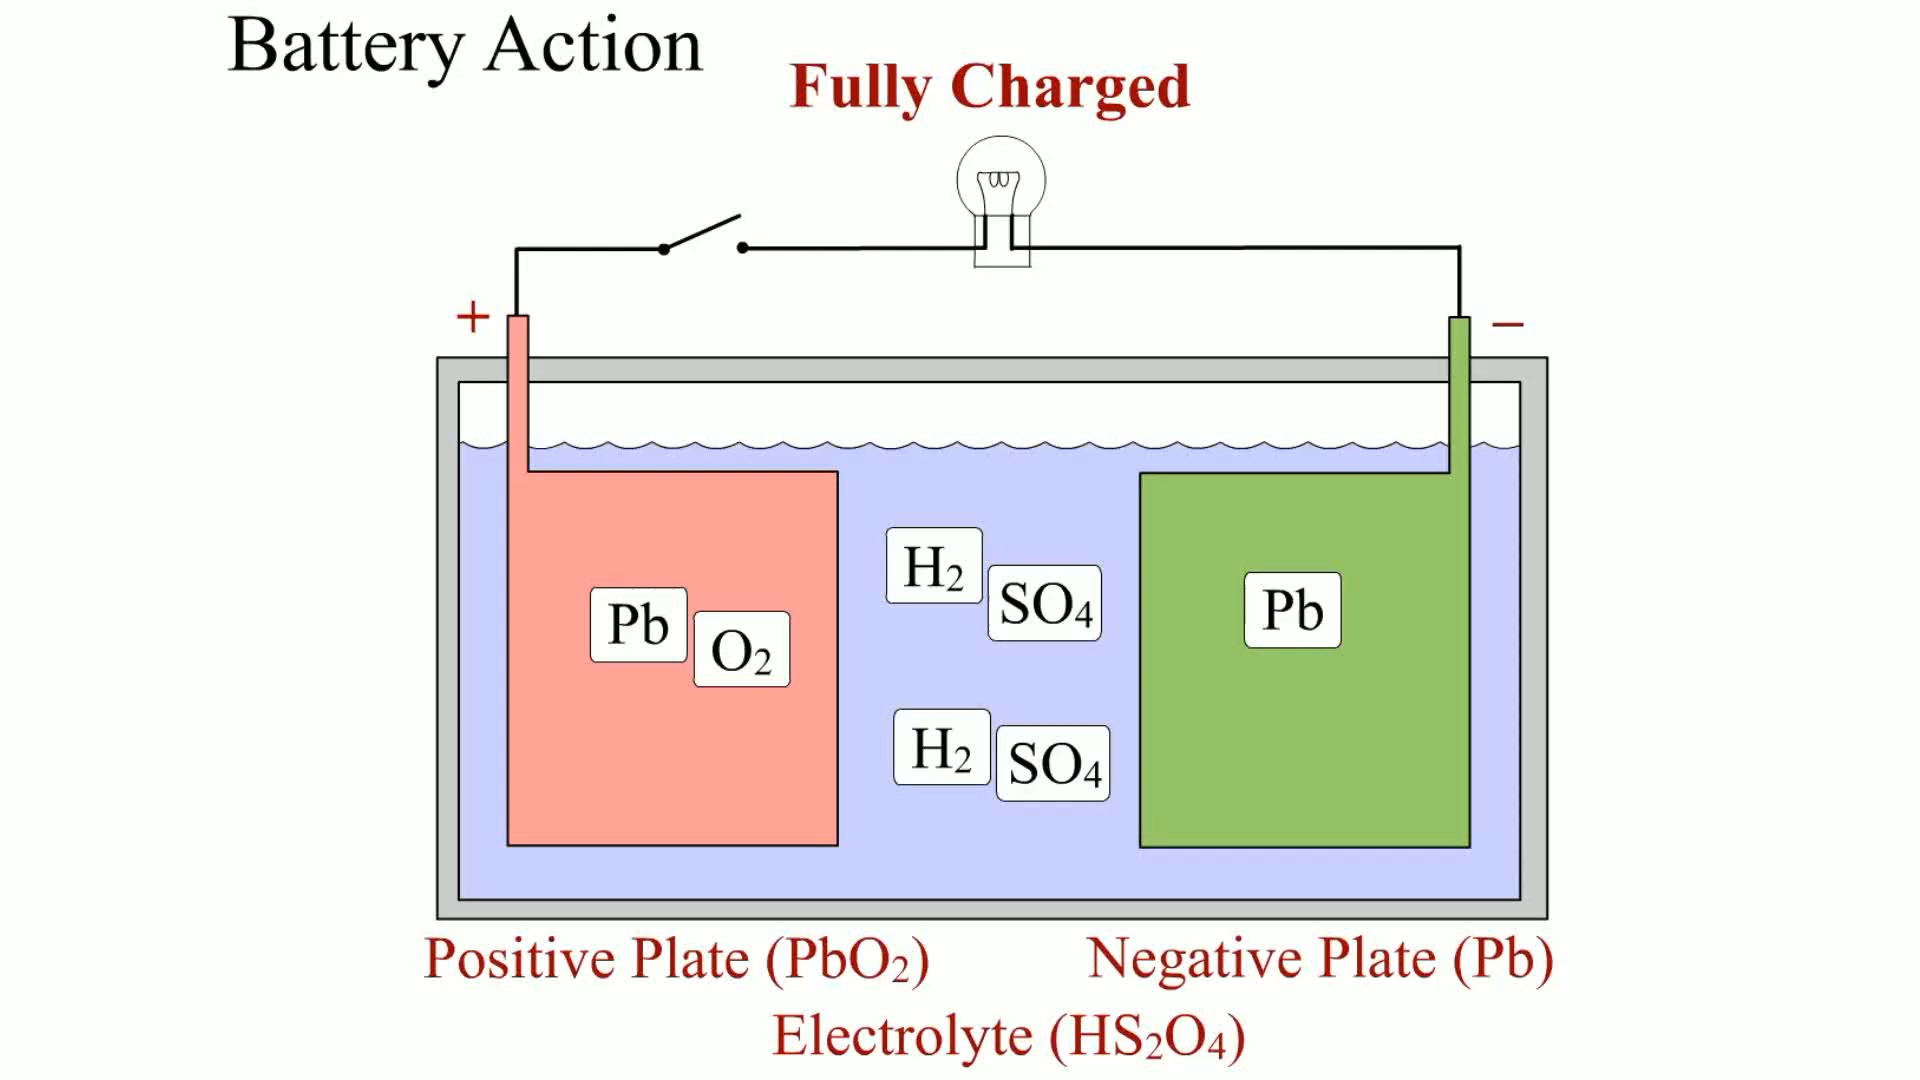 Battery Action
Fully Charged
+
–
H₂
SO₄
Pb
O₂
Pb
H₂
SO₄
Positive Plate (PbO₂)
Negative Plate (Pb)
Electrolyte (HS₂O₄)